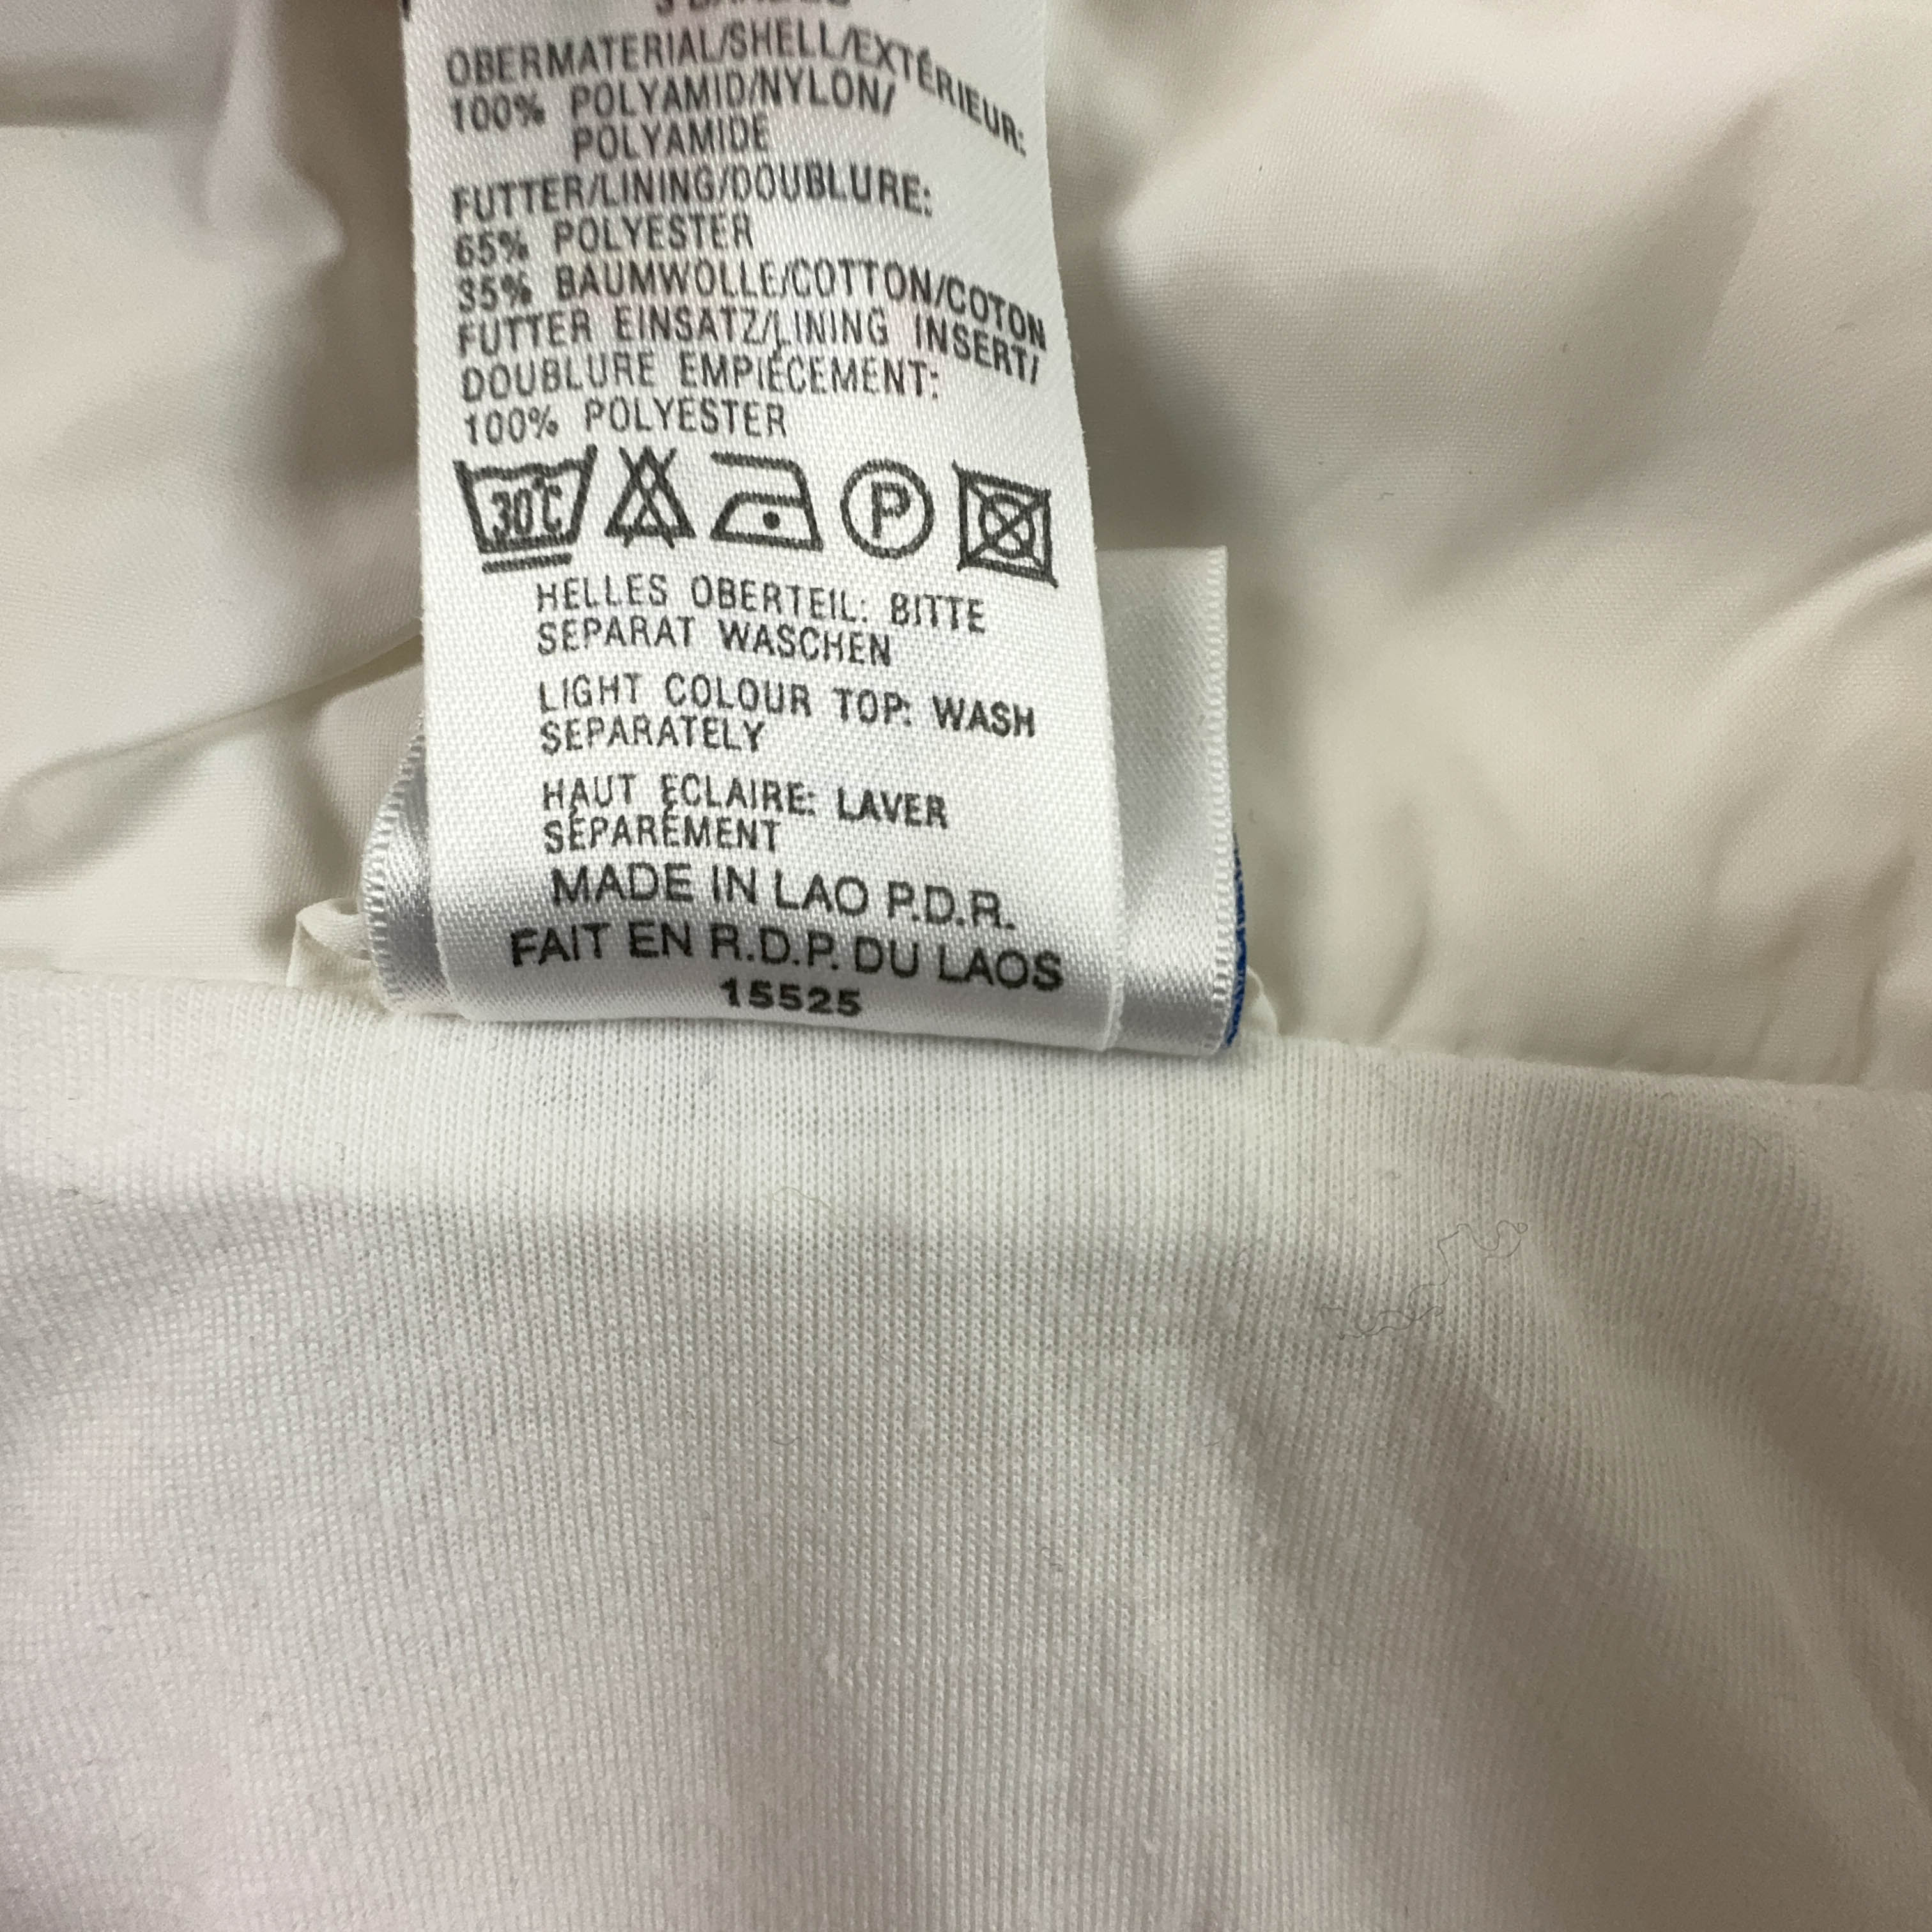 OBERMATERIAL/SHELL/EXTÉRIEUR:
100% POLYAMID/NYLON/
POLYAMIDE
FUTTER/LINING/DOUBLURE:
65% POLYESTER
35% BAUMWOLLE/COTTON/COTON
FUTTER EINSATZ/LINING INSERT/
DOUBLURE EMPIÉCEMENT:
100% POLYESTER
30°C P
HELLES OBERTEIL: BITTE
SEPARAT WASCHEN
LIGHT COLOUR TOP: WASH
SEPARATELY
HAUT ECLAIRE: LAVER
SÉPARÉMENT
MADE IN LAO P.D.R.
FAIT EN R.D.P. DU LAOS
15525